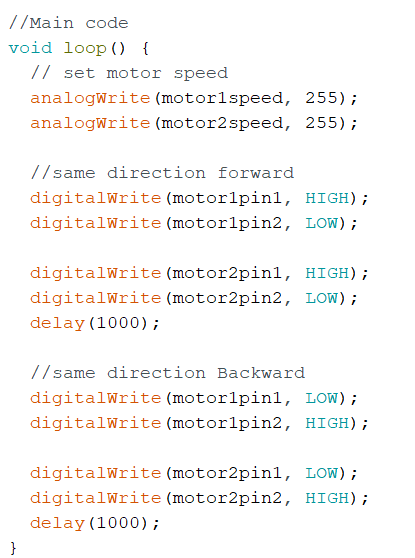 //Main code
void loop() {
  // set motor speed
  analogWrite(motor1speed, 255);
  analogWrite(motor2speed, 255);

  //same direction forward
  digitalWrite(motor1pin1, HIGH);
  digitalWrite(motor1pin2, LOW);

  digitalWrite(motor2pin1, HIGH);
  digitalWrite(motor2pin2, LOW);
  delay(1000);

  //same direction Backward
  digitalWrite(motor1pin1, LOW);
  digitalWrite(motor1pin2, HIGH);

  digitalWrite(motor2pin1, LOW);
  digitalWrite(motor2pin2, HIGH);
  delay(1000);
}